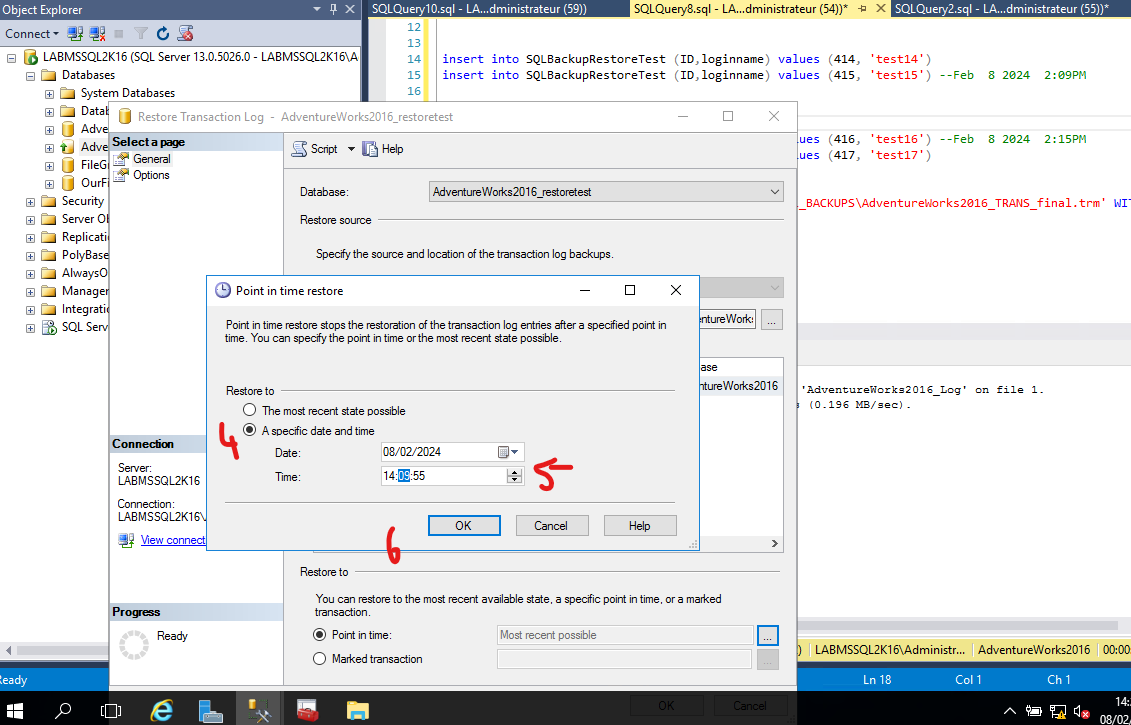 Object Explorer
SQLQuery10.sql - LA...dministrateur (59))
SQLQuery8.sql - LA...dministrateur (54))*
SQLQuery2.sql - LA...dministrateur (55))*
Connect
LABMSSQL2K16 (SQL Server 13.0.5026.0 - LABMSSQL2K16\A
Databases
System Databases
Datab
Adve
Adve
FileGr
OurFi
Security
Server Ob
Replicati
PolyBase
AlwaysO
Manager
Integratio
SQL Serv
12
13
14 insert into SQLBackupRestoreTest (ID,loginname) values (414, 'test14')
15 insert into SQLBackupRestoreTest (ID,loginname) values (415, 'test15') --Feb  8 2024  2:09PM
16
ues (416, 'test16') --Feb  8 2024  2:15PM
ues (417, 'test17')
_BACKUPS\AdventureWorks2016_TRANS_final.trm' WIT
'AdventureWorks2016_Log' on file 1.
(0.196 MB/sec).
Restore Transaction Log - AdventureWorks2016_restoretest
Select a page
General
Options
Script
Help
Database:
AdventureWorks2016_restoretest
Restore source
Specify the source and location of the transaction log backups.
entureWorks
...
ase
ntureWorks2016
Point in time restore
Point in time restore stops the restoration of the transaction log entries after a specified point in
time. You can specify the point in time or the most recent state possible.
Restore to
The most recent state possible
4
A specific date and time
Date:
08/02/2024
Time:
14:09:55
5
OK
Cancel
Help
6
Connection
Server:
LABMSSQL2K16
Connection:
LABMSSQL2K16\
View connect
Progress
Ready
Restore to
You can restore to the most recent available state, a specific point in time, or a marked
transaction.
Point in time:
Most recent possible
...
Marked transaction
...
OK
Cancel
) LABMSSQL2K16\Administr...
AdventureWorks2016
00:00
eady
Ln 18
Col 1
Ch 1
14:
08/02